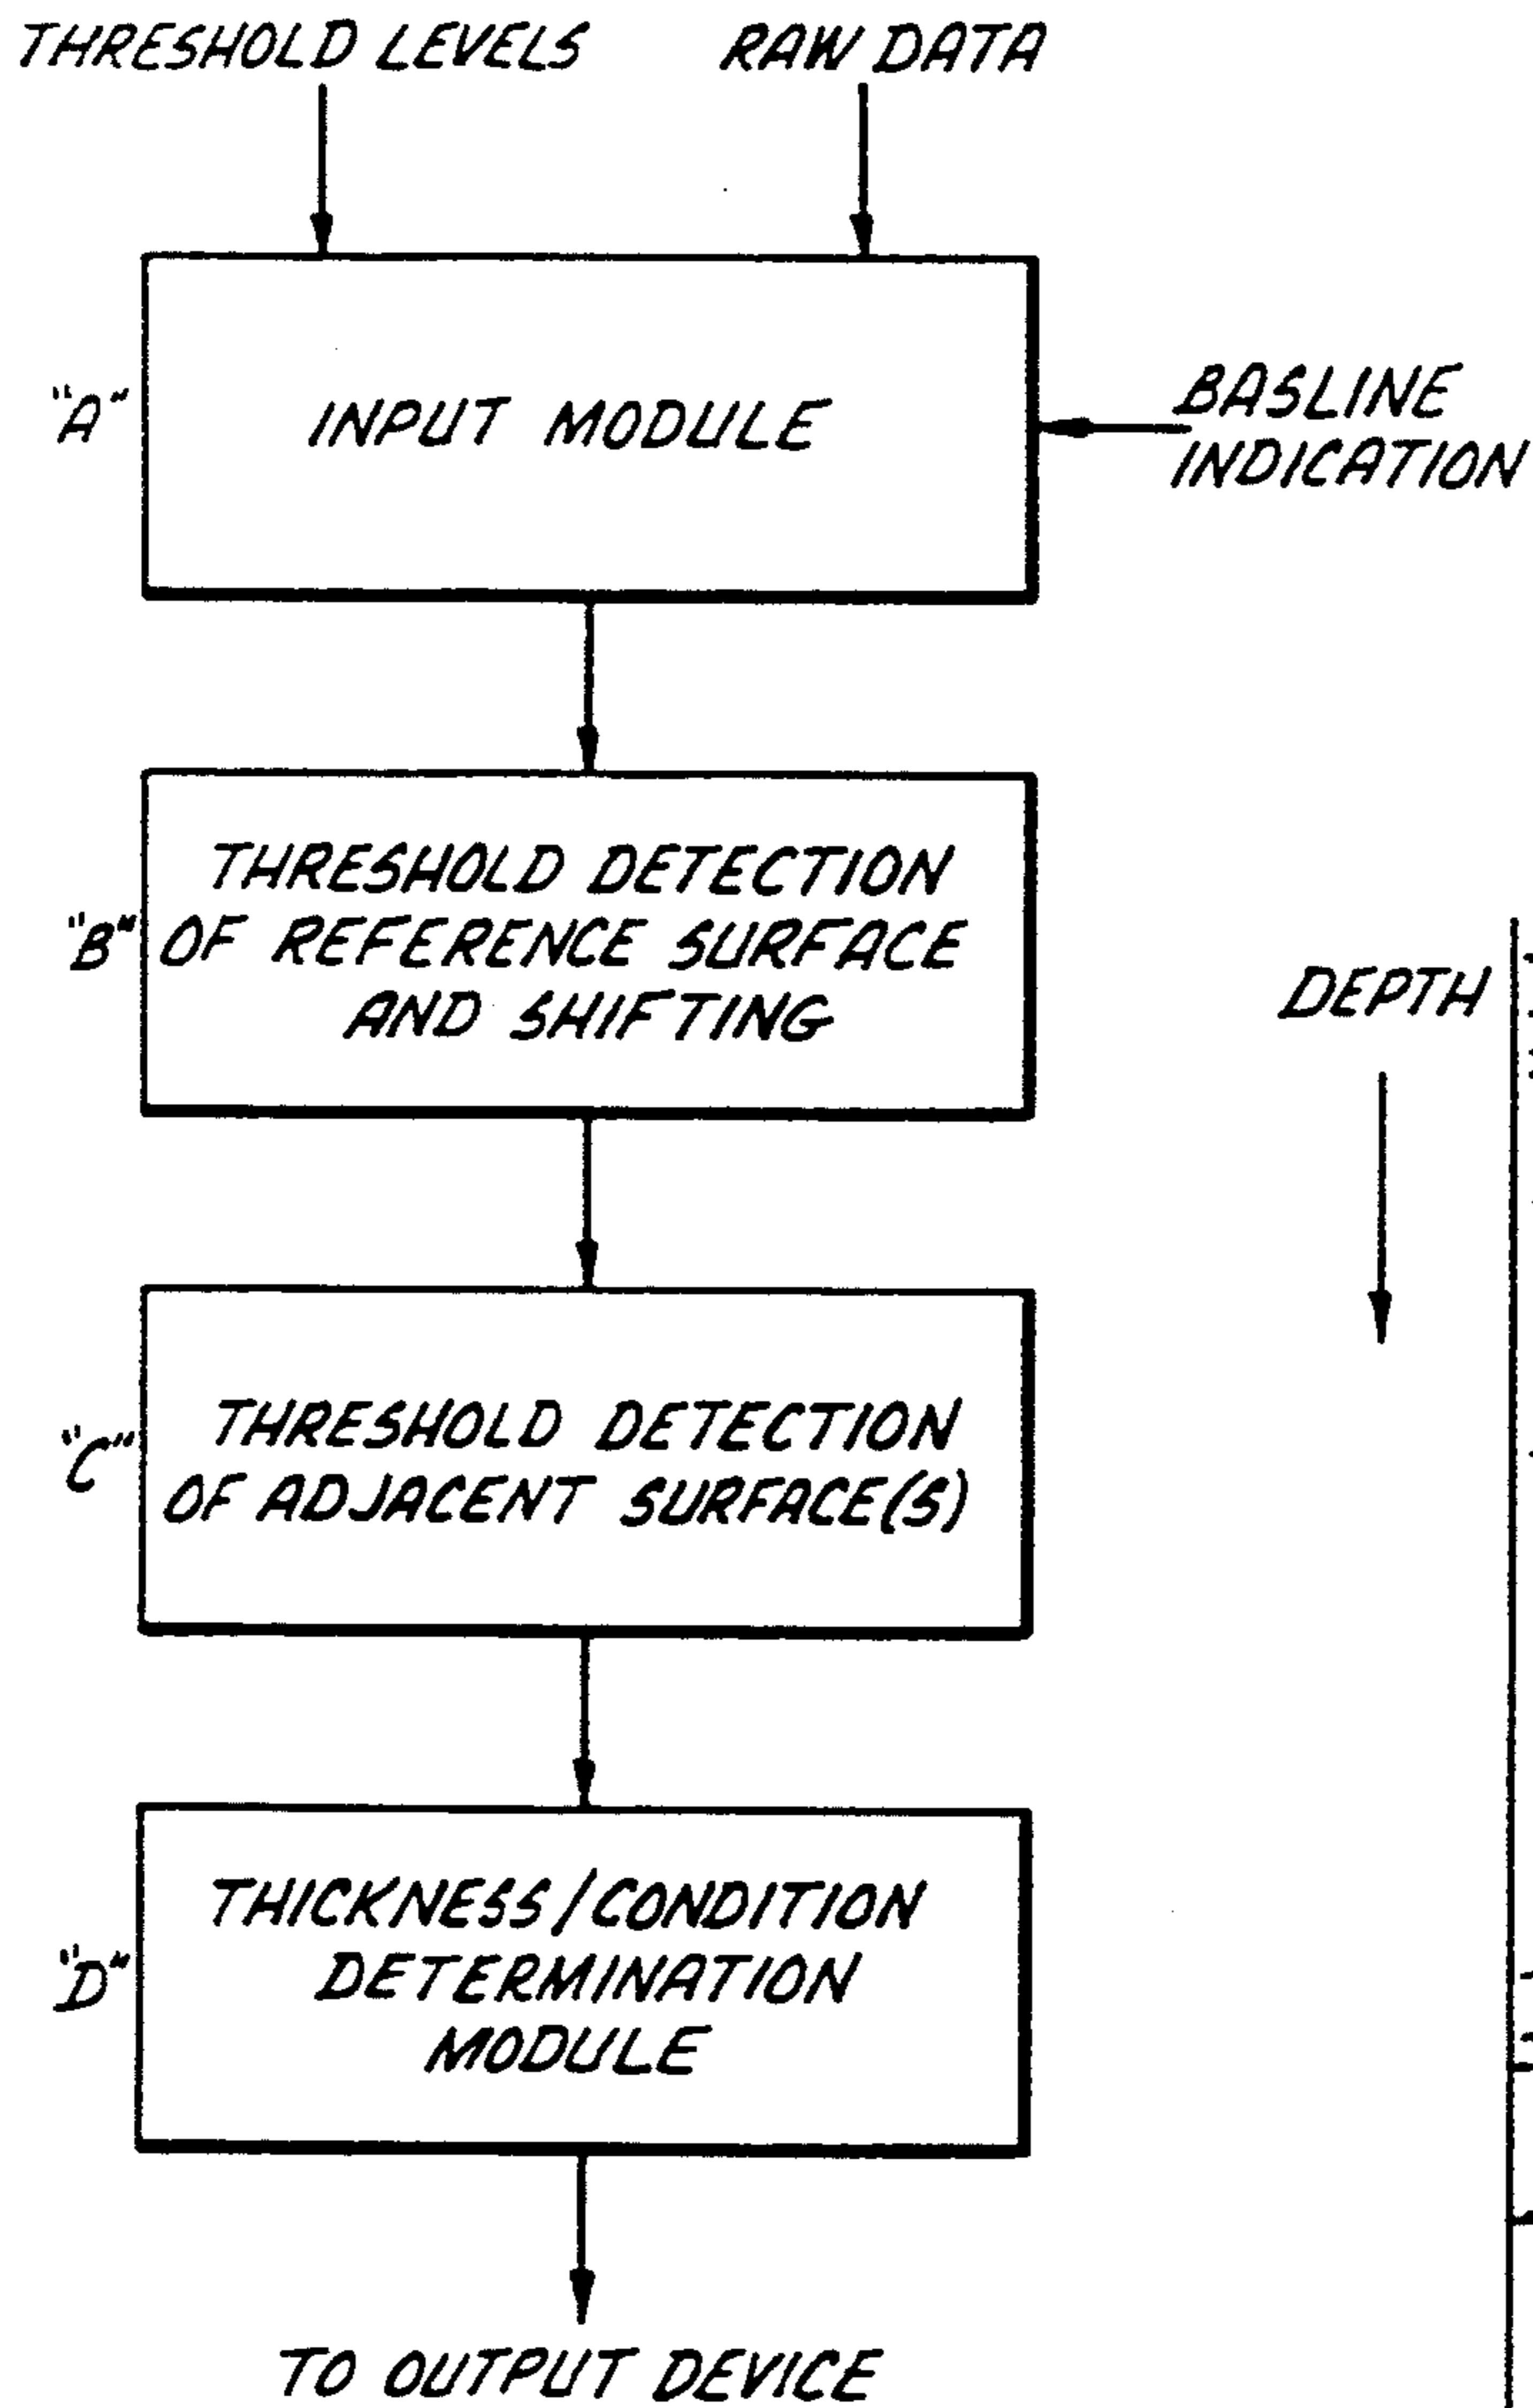 THRESHOLD LEVELS
RAW DATA
"A"
INPUT MODULE
BASLINE
INDICATION
"B"
THRESHOLD DETECTION
OF REFERENCE SURFACE
AND SHIFTING
DEPTH
"C"
THRESHOLD DETECTION
OF ADJACENT SURFACE(S)
"D"
THICKNESS/CONDITION
DETERMINATION
MODULE
TO OUTPUT DEVICE